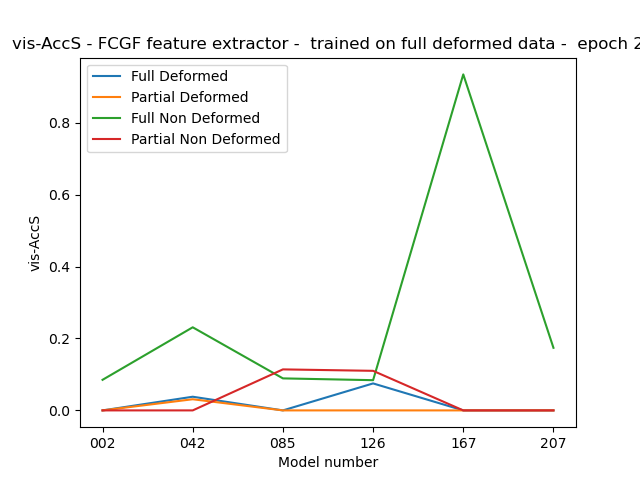 vis-AccS - FCGF feature extractor -  trained on full deformed data -  epoch 2
Full Deformed
Partial Deformed
Full Non Deformed
Partial Non Deformed
vis-AccS
0.8
0.6
0.4
0.2
0.0
002 042 085 126 167 207
Model number